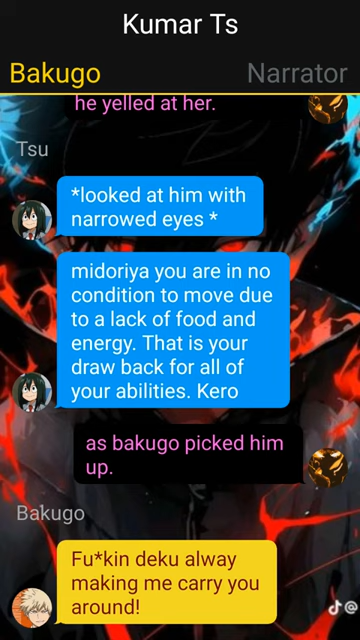 Kumar Ts
Bakugo
Narrator
he yelled at her.
Tsu
*looked at him with
narrowed eyes *
midoriya you are in no
condition to move due
to a lack of food and
energy. That is your
draw back for all of
your abilities. Kero
as bakugo picked him
up.
Bakugo
Fu*kin deku alway
making me carry you
around!
@